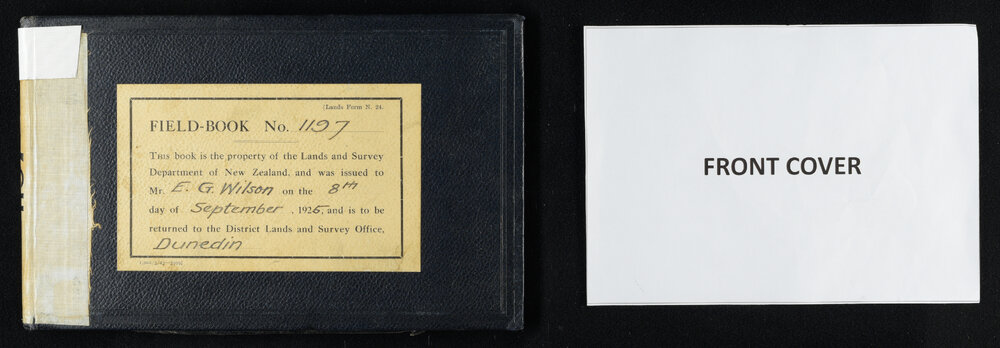 (Lands Form N. 24.
FIELD-BOOK No. 1197
This book is the property of the Lands and Survey
Department of New Zealand, and was issued to
Mr. E. G. Wilson on the 8th
day of September, 1925, and is to be
returned to the District Lands and Survey Office,
Dunedin
FRONT COVER